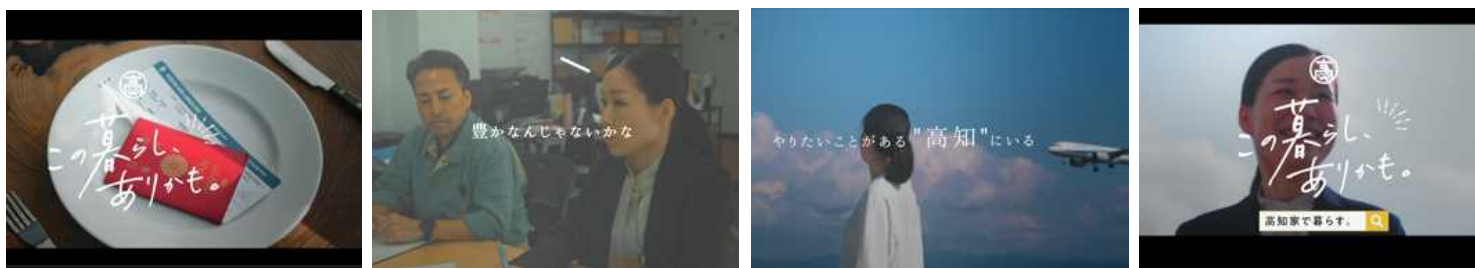 高
この暮らし、
ありかも。
豊かなんじゃないかな
やりたいことがある"高知"にいる
高
この暮らし、
ありかも。
高知家で暮らす。